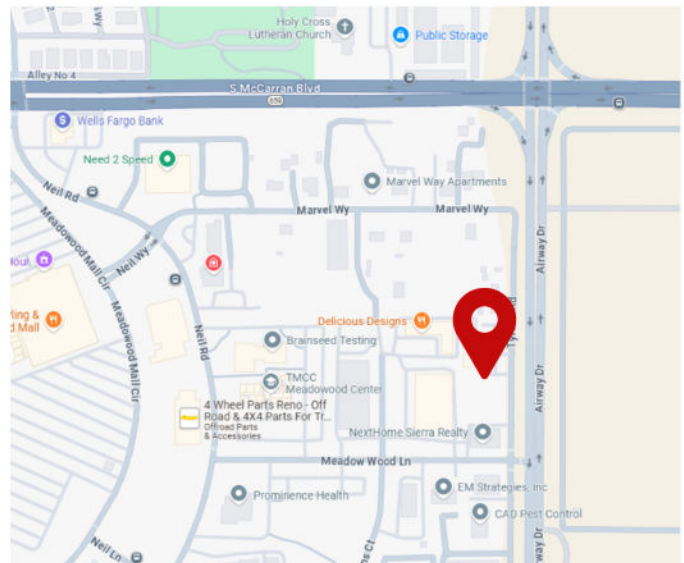 Holy Cross
Lutheran Church
Public Storage
Alley No 4
S McCarran Blvd
659
Wells Fargo Bank
Need 2 Speed
Marvel Way Apartments
Neil Rd
Marvel Wy
Marvel Wy
Meadowood Mall Cir
Neil Wy
Airway Dr
Meadowood Mall Cir
Neil Rd
Delicious Designs
Brainseed Testing
TMCC
Meadowood Center
Airway Dr
4 Wheel Parts Reno - Off
Road & 4X4 Parts For Tr...
Offroad Parts
& Accessories
NextHome Sierra Realty
Meadow Wood Ln
Prominence Health
EM Strategies, Inc
CAD Pest Control
Neil Ln